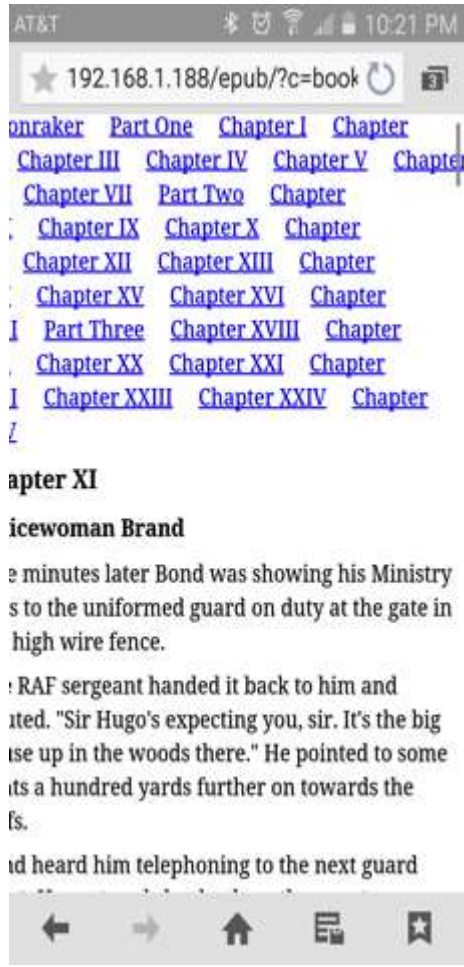 AT&T 10:21 PM
192.168.1.188/epub/?c=book 3
onraker Part One Chapter I Chapter
Chapter III Chapter IV Chapter V Chapter
Chapter VII Part Two Chapter
Chapter IX Chapter X Chapter
Chapter XII Chapter XIII Chapter
Chapter XV Chapter XVI Chapter
I Part Three Chapter XVIII Chapter
Chapter XX Chapter XXI Chapter
I Chapter XXIII Chapter XXIV Chapter
V
apter XI
icewoman Brand
e minutes later Bond was showing his Ministry
s to the uniformed guard on duty at the gate in
high wire fence.
RAF sergeant handed it back to him and
uted. "Sir Hugo's expecting you, sir. It's the big
use up in the woods there." He pointed to some
ts a hundred yards further on towards the
fs.
d heard him telephoning to the next guard